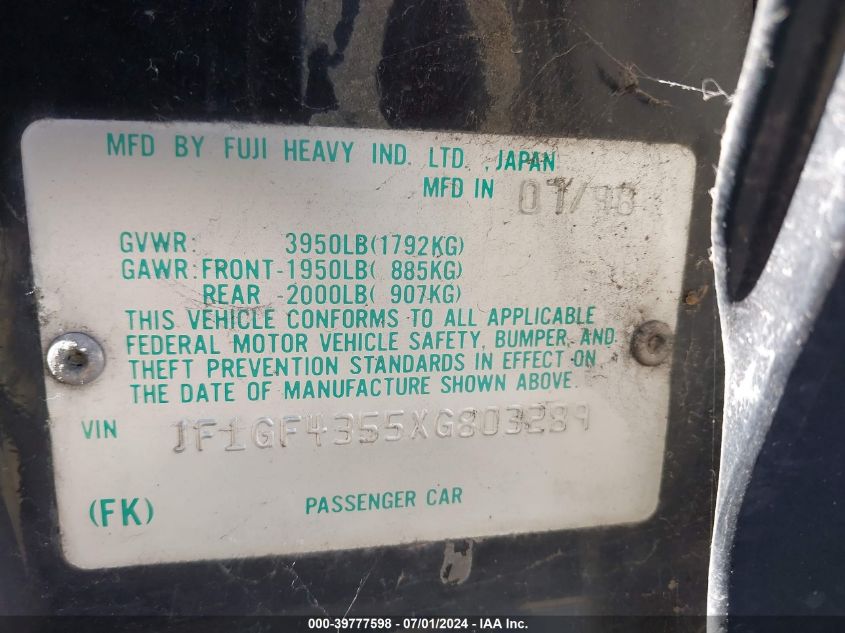 MFD BY FUJI HEAVY IND. LTD. , JAPAN
MFD IN 07/98
GVWR: 3950LB(1792KG)
GAWR:FRONT-1950LB( 885KG)
REAR -2000LB( 907KG)
THIS VEHICLE CONFORMS TO ALL APPLICABLE
FEDERAL MOTOR VEHICLE SAFETY, BUMPER, AND
THEFT PREVENTION STANDARDS IN EFFECT ON
THE DATE OF MANUFACTURE SHOWN ABOVE.
VIN JF1GF4355XG803289
(FK) PASSENGER CAR
000-39777598 - 07/01/2024 - IAA Inc.